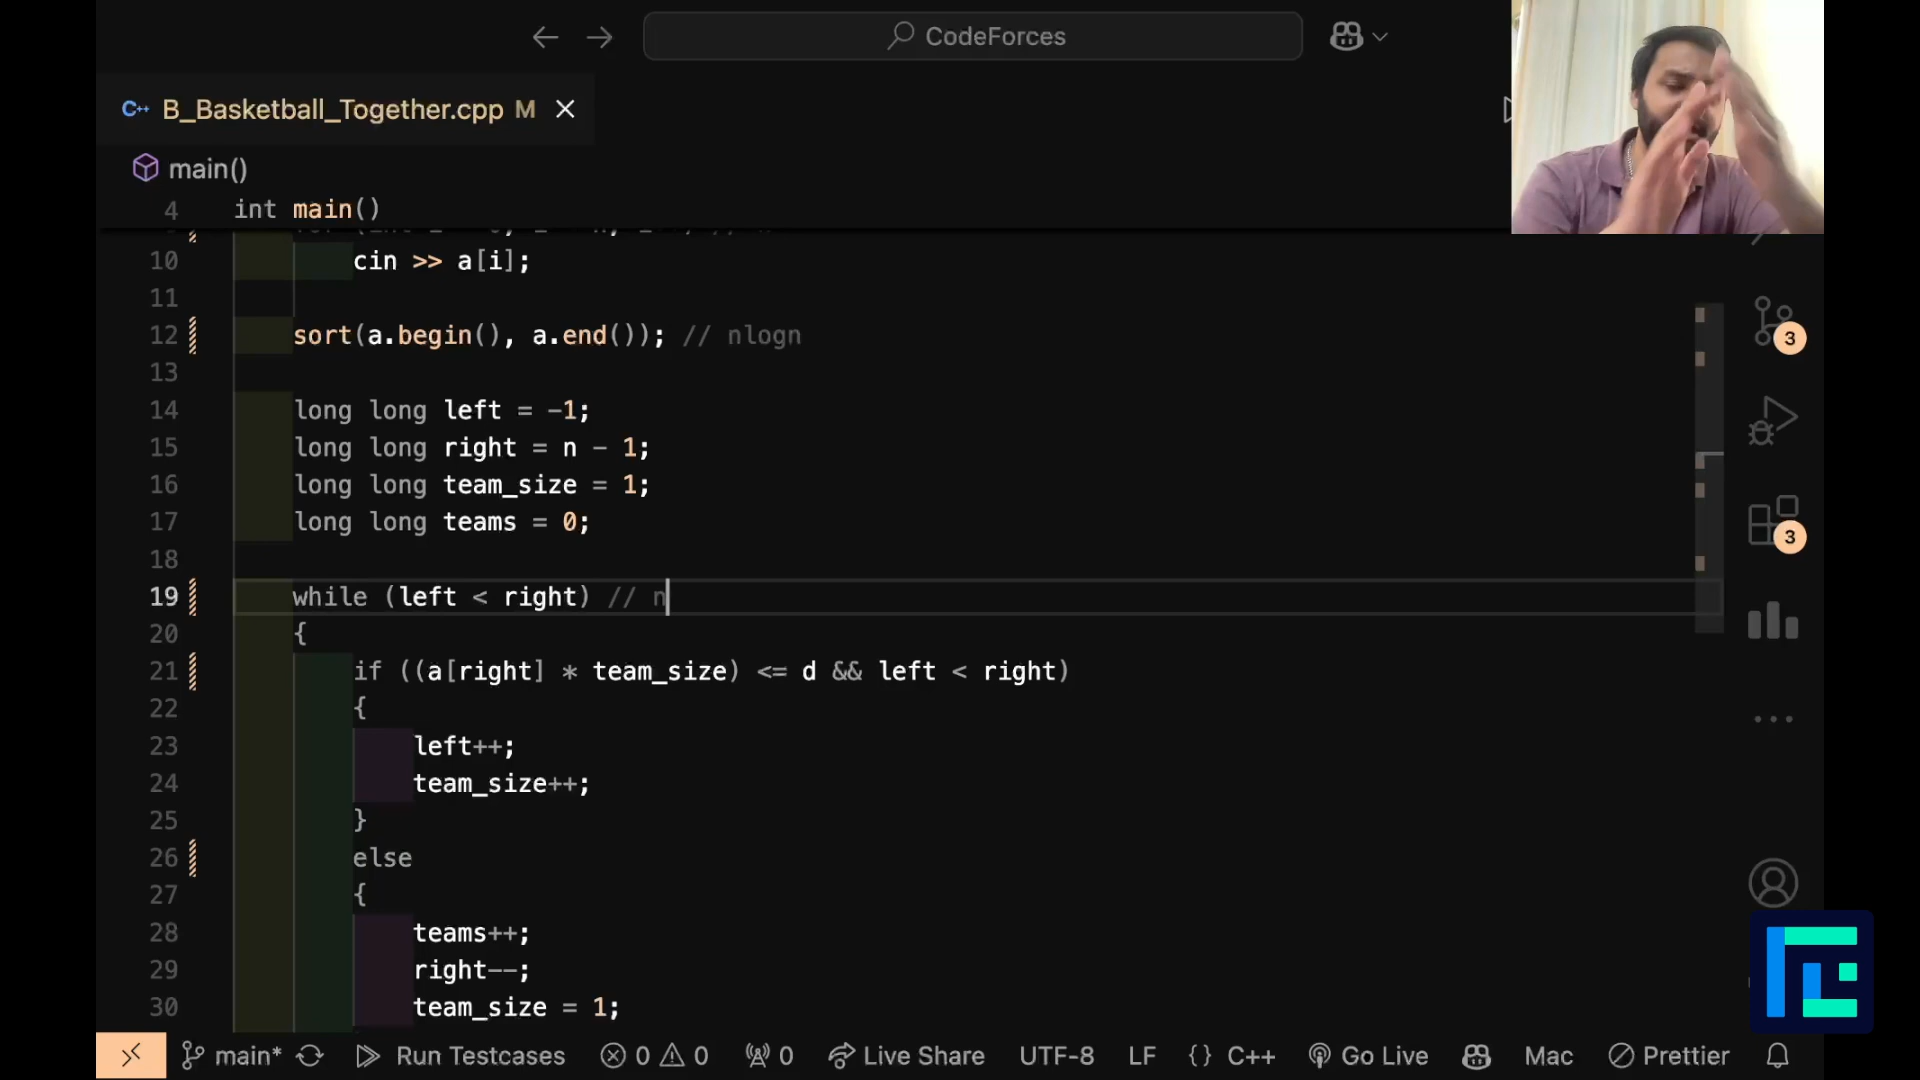 CodeForces
B_Basketball_Together.cpp M
main()
4 int main()
10 cin >> a[i];
11
12 sort(a.begin(), a.end()); // nlogn
13
14 long long left = -1;
15 long long right = n - 1;
16 long long team_size = 1;
17 long long teams = 0;
18
19 while (left < right) // n
20 {
21 if ((a[right] * team_size) <= d && left < right)
22 {
23 left++;
24 team_size++;
25 }
26 else
27 {
28 teams++;
29 right--;
30 team_size = 1;
3
3
main* Run Testcases 0 0 0 Live Share UTF-8 LF {} C++ Go Live Mac Prettier